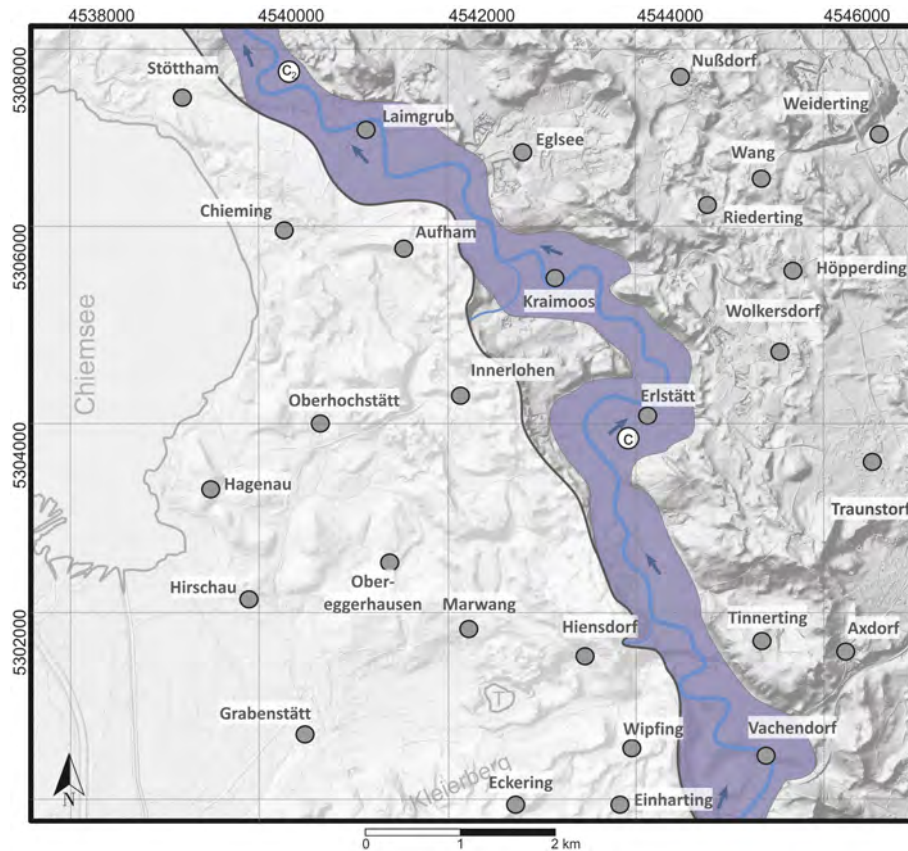 4538000
4540000
4542000
4544000
4546000
5308000
5306000
5304000
5302000
Stöttham
C₂
Nußdorf
Laimgrub
Weiderting
Eglsee
Wang
Chieming
Riederting
Aufham
Höpperding
Kraimoos
Wolkersdorf
Chiemsee
Innerlohen
Oberhochstätt
Erlstätt
C
Hagenau
Traunstorf
Hirschau
Ober-
eggerhausen
Marwang
Hiensdorf
Tinnerting
Axdorf
T
Grabenstätt
Wipfing
Vachendorf
Kleierberg
Eckering
Einharting
N
0 1 2 km